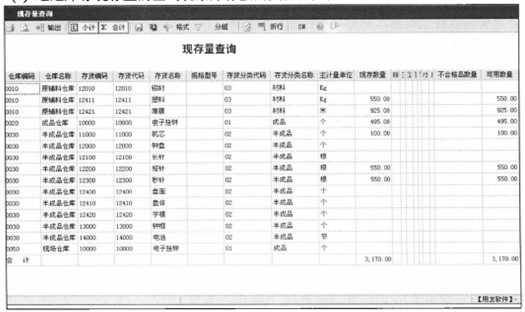 现存量查询
输出 小计 Σ 合计 格式 分组 折行
现存量查询
仓库编码 仓库名称 存货编码 存货代码 存货名称 规格型号 存货分类代码 存货分类名称 主计量单位 现存数量 不合格品数量 可用数量
0010 原辅料仓库 12010 12010 铝材 03 材料 Kg
0010 原辅料仓库 12411 12411 塑料 03 材料 Kg 550.00 550.00
0010 原辅料仓库 12421 12421 薄膜 03 材料 米 925.00 925.00
0020 成品仓库 10000 10000 电子挂钟 01 成品 个 495.00 495.00
0030 半成品仓库 11000 11000 机芯 02 半成品 个 100.00 100.00
0030 半成品仓库 12000 12000 钟盘 02 半成品 个
0030 半成品仓库 12100 12100 长针 02 半成品 根
0030 半成品仓库 12200 12200 短针 02 半成品 根 550.00 550.00
0030 半成品仓库 12300 12300 秒针 02 半成品 根 550.00 550.00
0030 半成品仓库 12400 12400 盘面 02 半成品 个
0030 半成品仓库 12410 12410 盘体 02 半成品 个
0030 半成品仓库 12420 12420 字模 02 半成品 个
0030 半成品仓库 13000 13000 钟框 02 半成品 个
0030 半成品仓库 14000 14000 电池 02 半成品 节
0050 现场仓库 10000 10000 电子挂钟 01 成品 个
合 计 3,170.00 3,170.00
【用友软件】